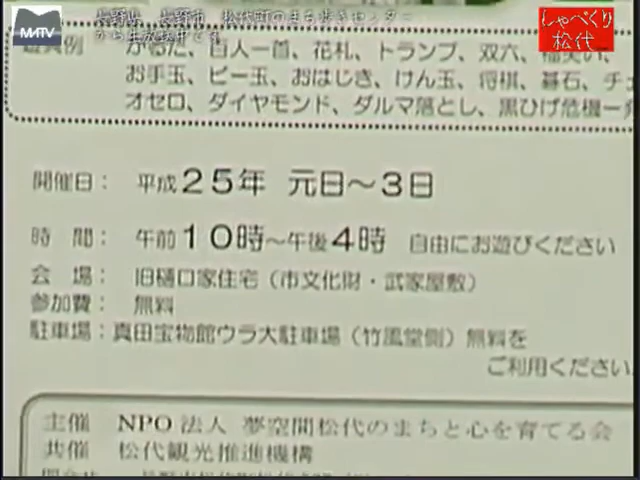 MATV
長野県 長野市 松代町のまち歩きセンター
から生放送中です
しゃべくり
松代
遊具例 かるた、百人一首、花札、トランプ、双六、福笑い、
お手玉、ビー玉、おはじき、けん玉、将棋、碁石、チェ
オセロ、ダイヤモンド、ダルマ落とし、黒ひげ危機一発
開催日: 平成25年 元日～3日
時 間: 午前10時～午後4時 自由にお遊びください
会 場: 旧樋口家住宅(市文化財・武家屋敷)
参加費: 無料
駐車場:真田宝物館ウラ大駐車場(竹風堂側)無料を
ご利用ください
主催 NPO法人 夢空間松代のまちと心を育てる会
共催 松代観光推進機構